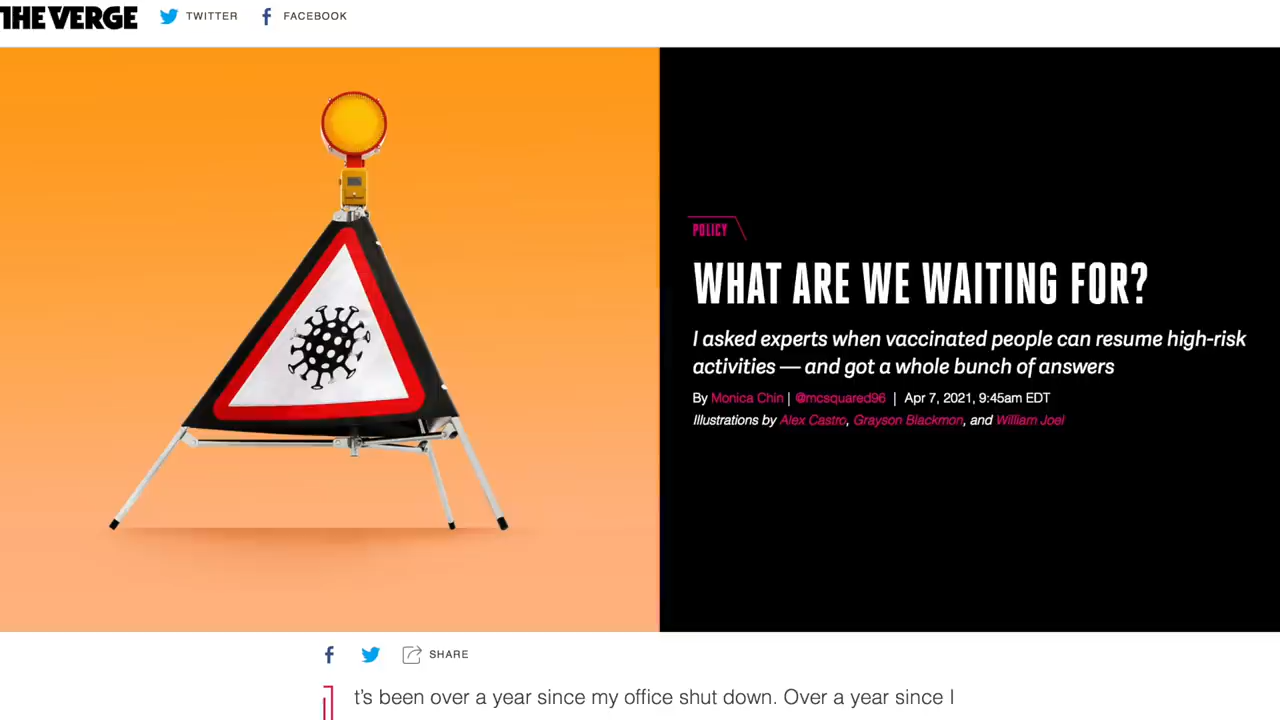 THE VERGE TWITTER FACEBOOK
POLICY
WHAT ARE WE WAITING FOR?
I asked experts when vaccinated people can resume high-risk
activities — and got a whole bunch of answers
By Monica Chin | @mcsquared96 | Apr 7, 2021, 9:45am EDT
Illustrations by Alex Castro, Grayson Blackmon, and William Joel
SHARE
It’s been over a year since my office shut down. Over a year since I